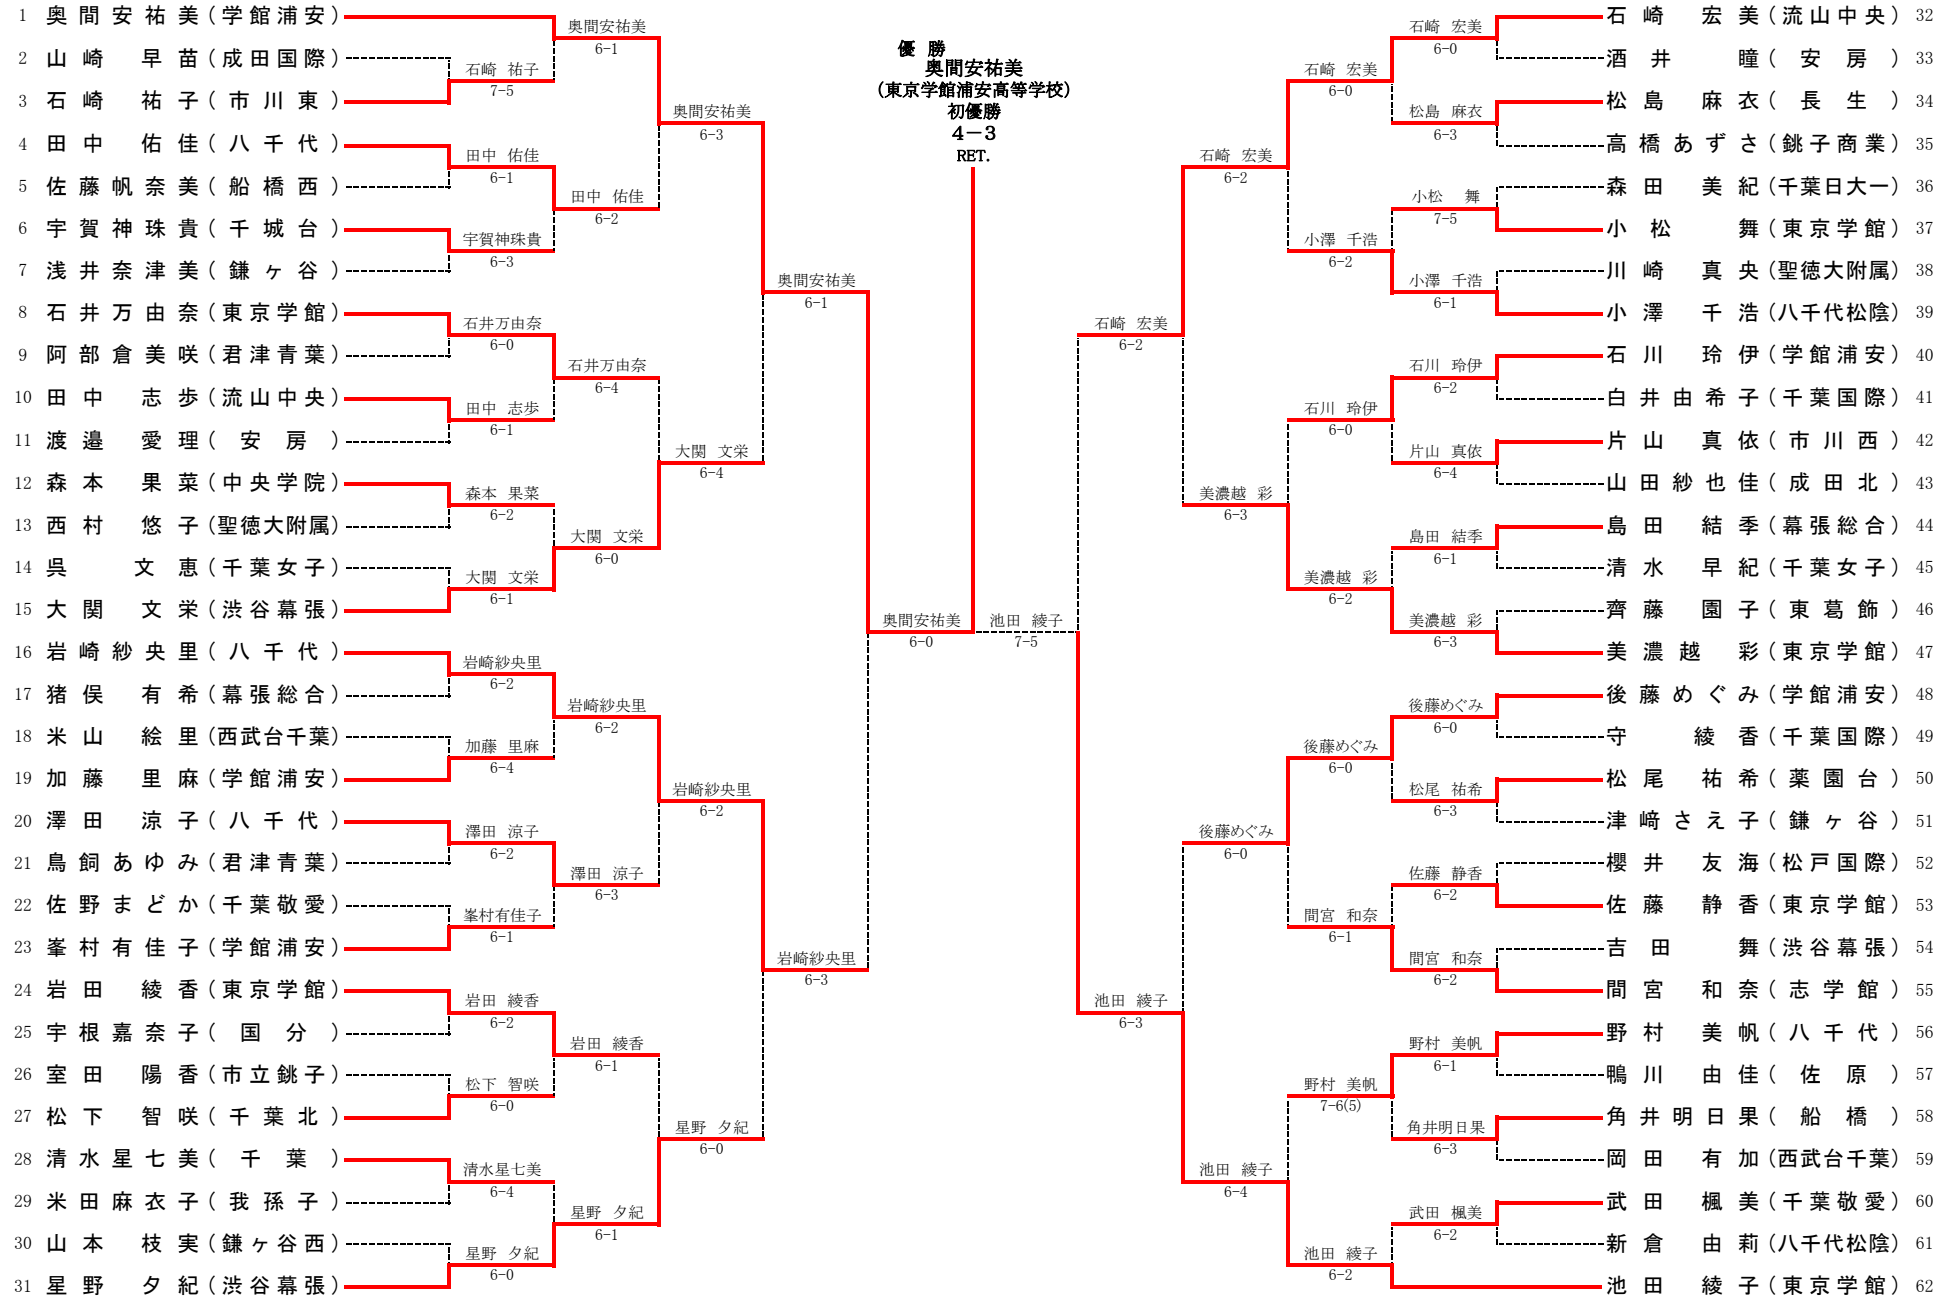 1 奥間安祐美(学館浦安)
2 山崎 早苗(成田国際)
3 石崎 祐子(市川東)
4 田中 佑佳(八千代)
5 佐藤帆奈美(船橋西)
6 宇賀神珠貴(千城台)
7 浅井奈津美(鎌ヶ谷)
8 石井万由奈(東京学館)
9 阿部倉美咲(君津青葉)
10 田中 志歩(流山中央)
11 渡邉 愛理(安房)
12 森本 果菜(中央学院)
13 西村 悠子(聖徳大附属)
14 呉 文恵(千葉女子)
15 大関 文栄(渋谷幕張)
16 岩崎紗央里(八千代)
17 猪俣 有希(幕張総合)
18 米山 絵里(西武台千葉)
19 加藤 里麻(学館浦安)
20 澤田 涼子(八千代)
21 鳥飼あゆみ(君津青葉)
22 佐野まどか(千葉敬愛)
23 峯村有佳子(学館浦安)
24 岩田 綾香(東京学館)
25 宇根嘉奈子(国分)
26 室田 陽香(市立銚子)
27 松下 智咲(千葉北)
28 清水星七美(千葉)
29 米田麻衣子(我孫子)
30 山本 枝実(鎌ヶ谷西)
31 星野 夕紀(渋谷幕張)
石崎 祐子
7-5
田中 佑佳
6-1
宇賀神珠貴
6-3
石井万由奈
6-0
田中 志歩
6-1
森本 果菜
6-2
大関 文栄
6-1
岩崎紗央里
6-2
加藤 里麻
6-4
澤田 涼子
6-2
峯村有佳子
6-1
岩田 綾香
6-2
松下 智咲
6-0
清水星七美
6-4
星野 夕紀
6-0
奥間安祐美
6-1
田中 佑佳
6-2
石井万由奈
6-4
大関 文栄
6-0
岩崎紗央里
6-2
澤田 涼子
6-3
岩田 綾香
6-1
星野 夕紀
6-1
奥間安祐美
6-3
大関 文栄
6-4
岩崎紗央里
6-2
星野 夕紀
6-0
奥間安祐美
6-1
岩崎紗央里
6-3
奥間安祐美
6-0
優 勝
奥間安祐美
(東京学館浦安高等学校)
初優勝
4-3
RET.
池田 綾子
7-5
石崎 宏美
6-2
池田 綾子
6-3
石崎 宏美
6-2
美濃越 彩
6-3
後藤めぐみ
6-0
池田 綾子
6-4
石崎 宏美
6-0
小澤 千浩
6-2
石川 玲伊
6-0
美濃越 彩
6-2
後藤めぐみ
6-0
間宮 和奈
6-1
野村 美帆
7-6(5)
池田 綾子
6-2
石崎 宏美
6-0
松島 麻衣
6-3
小松 舞
7-5
小澤 千浩
6-1
石川 玲伊
6-2
片山 真依
6-4
島田 結季
6-1
美濃越 彩
6-3
後藤めぐみ
6-0
松尾 祐希
6-3
佐藤 静香
6-2
間宮 和奈
6-2
野村 美帆
6-1
角井明日果
6-3
武田 楓美
6-2
石崎 宏美(流山中央) 32
酒井 瞳(安房) 33
松島 麻衣(長生) 34
高橋あずさ(銚子商業) 35
森田 美紀(千葉日大一) 36
小松 舞(東京学館) 37
川崎 真央(聖徳大附属) 38
小澤 千浩(八千代松陰) 39
石川 玲伊(学館浦安) 40
白井由希子(千葉国際) 41
片山 真依(市川西) 42
山田紗也佳(成田北) 43
島田 結季(幕張総合) 44
清水 早紀(千葉女子) 45
齊藤 園子(東葛飾) 46
美濃越 彩(東京学館) 47
後藤めぐみ(学館浦安) 48
守 綾香(千葉国際) 49
松尾 祐希(薬園台) 50
津﨑さえ子(鎌ヶ谷) 51
櫻井 友海(松戸国際) 52
佐藤 静香(東京学館) 53
吉田 舞(渋谷幕張) 54
間宮 和奈(志学館) 55
野村 美帆(八千代) 56
鴨川 由佳(佐原) 57
角井明日果(船橋) 58
岡田 有加(西武台千葉) 59
武田 楓美(千葉敬愛) 60
新倉 由莉(八千代松陰) 61
池田 綾子(東京学館) 62